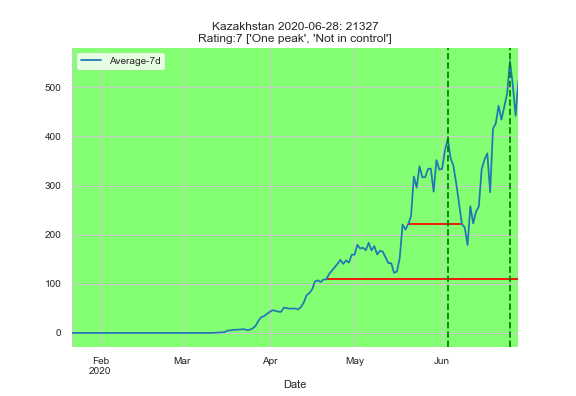 Kazakhstan 2020-06-28: 21327
Rating:7 ['One peak', 'Not in control']
Average-7d
500
400
300
200
100
0
Feb
2020
Mar
Apr
May
Jun
Date